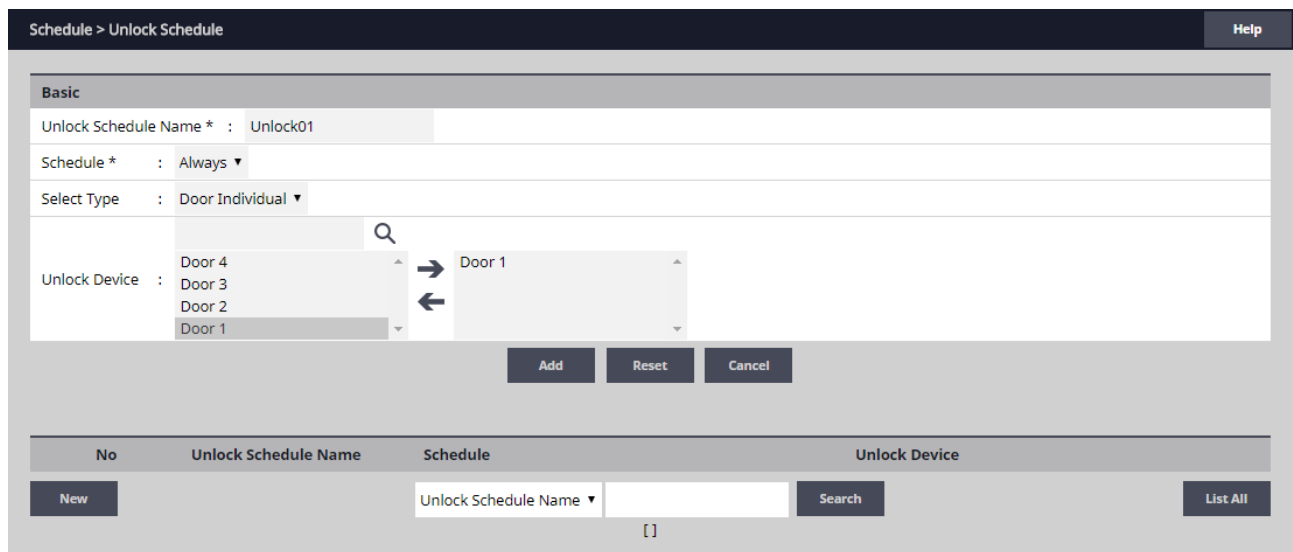 Schedule > Unlock Schedule Help
Basic
Unlock Schedule Name * : Unlock01
Schedule * : Always
Select Type : Door Individual
Unlock Device :
Door 4 Door 1
Door 3
Door 2
Door 1
Add Reset Cancel
No Unlock Schedule Name Schedule Unlock Device
New Unlock Schedule Name Search List All
[ ]